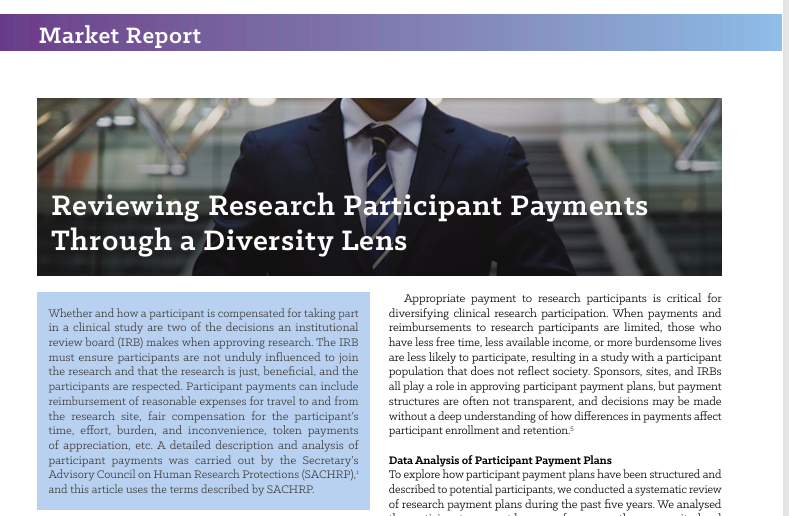 Market Report
Reviewing Research Participant Payments
Through a Diversity Lens
Whether and how a participant is compensated for taking part
in a clinical study are two of the decisions an institutional
review board (IRB) makes when approving research. The IRB
must ensure participants are not unduly influenced to join
the research and that the research is just, beneficial, and the
participants are respected. Participant payments can include
reimbursement of reasonable expenses for travel to and from
the research site, fair compensation for the participant's
time, effort, burden, and inconvenience, token payments
of appreciation, etc. A detailed description and analysis of
participant payments was carried out by the Secretary's
Advisory Council on Human Research Protections (SACHRP),¹
and this article uses the terms described by SACHRP.
Appropriate payment to research participants is critical for
diversifying clinical research participation. When payments and
reimbursements to research participants are limited, those who
have less free time, less available income, or more burdensome lives
are less likely to participate, resulting in a study with a participant
population that does not reflect society. Sponsors, sites, and IRBs
all play a role in approving participant payment plans, but payment
structures are often not transparent, and decisions may be made
without a deep understanding of how differences in payments affect
participant enrollment and retention.⁵
Data Analysis of Participant Payment Plans
To explore how participant payment plans have been structured and
described to potential participants, we conducted a systematic review
of research payment plans during the past five years. We analysed